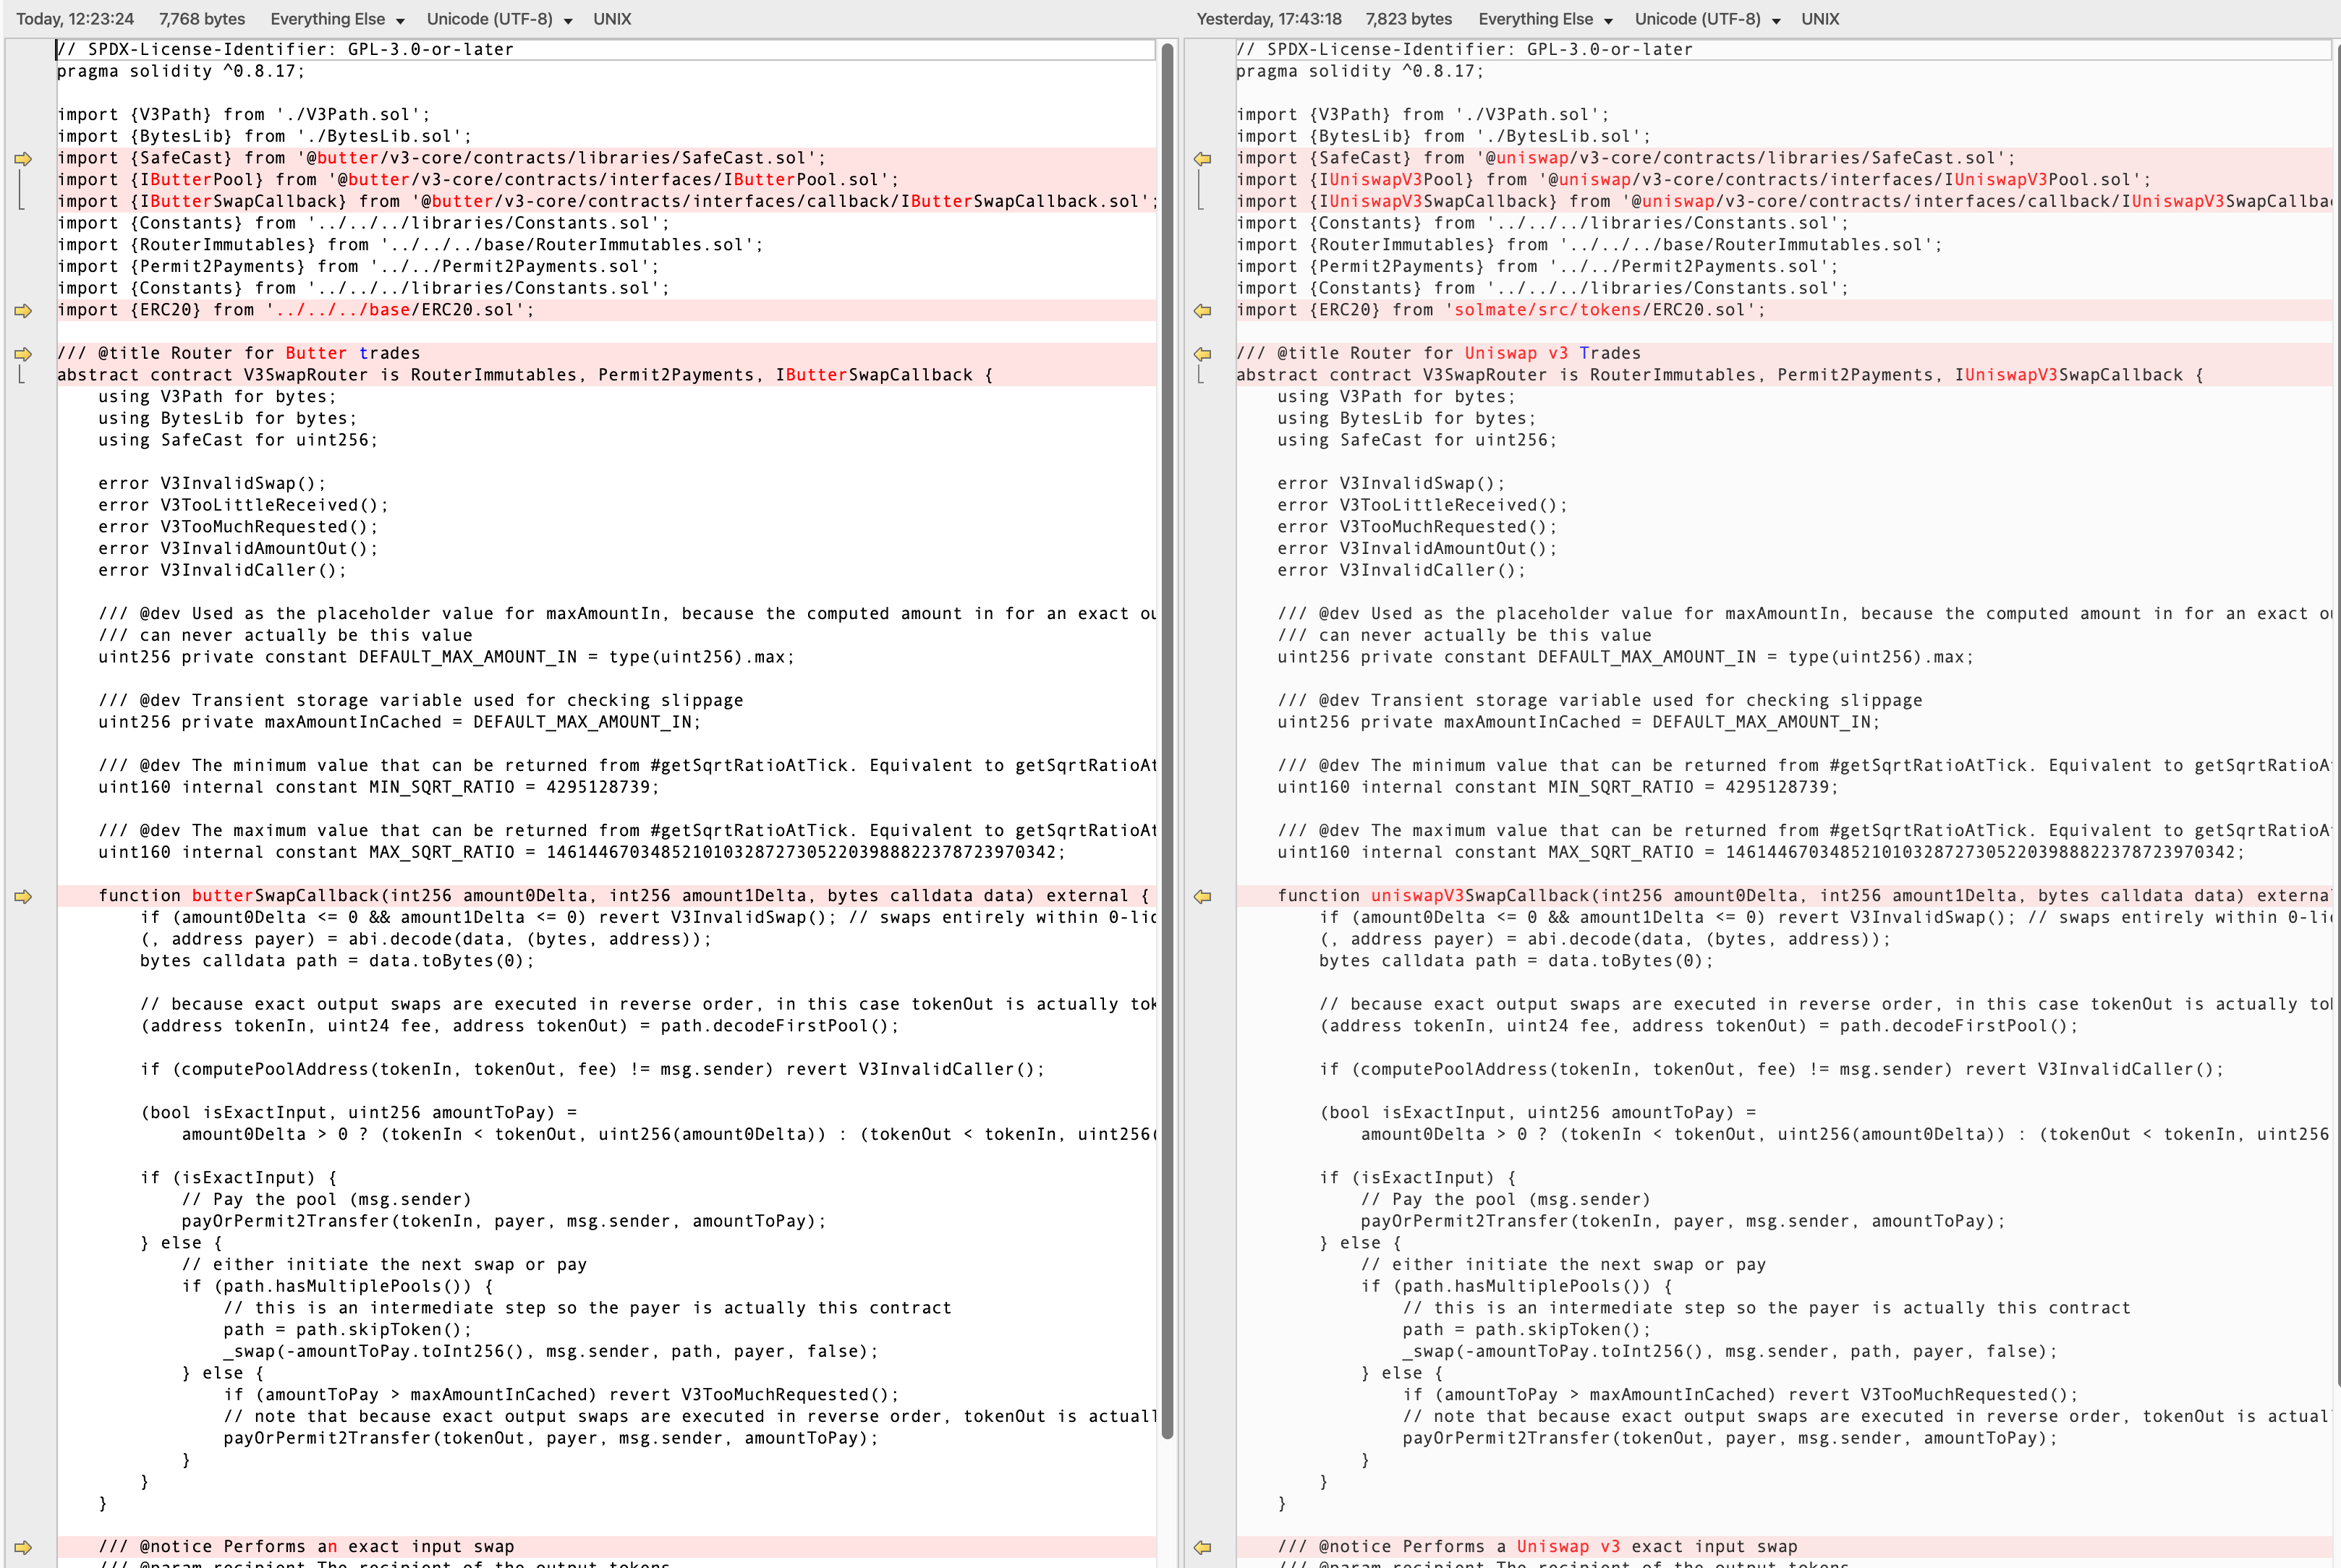 Today, 12:23:24 7,768 bytes Everything Else Unicode (UTF-8) UNIX
// SPDX-License-Identifier: GPL-3.0-or-later
pragma solidity ^0.8.17;
import {V3Path} from './V3Path.sol';
import {BytesLib} from './BytesLib.sol';
import {SafeCast} from '@butter/v3-core/contracts/libraries/SafeCast.sol';
import {IButterPool} from '@butter/v3-core/contracts/interfaces/IButterPool.sol';
import {IButterSwapCallback} from '@butter/v3-core/contracts/interfaces/callback/IButterSwapCallback.sol';
import {Constants} from '../../../libraries/Constants.sol';
import {RouterImmutables} from '../../../base/RouterImmutables.sol';
import {Permit2Payments} from '../../Permit2Payments.sol';
import {Constants} from '../../../libraries/Constants.sol';
import {ERC20} from '../../../base/ERC20.sol';
/// @title Router for Butter trades
abstract contract V3SwapRouter is RouterImmutables, Permit2Payments, IButterSwapCallback {
using V3Path for bytes;
using BytesLib for bytes;
using SafeCast for uint256;
error V3InvalidSwap();
error V3TooLittleReceived();
error V3TooMuchRequested();
error V3InvalidAmountOut();
error V3InvalidCaller();
/// @dev Used as the placeholder value for maxAmountIn, because the computed amount in for an exact ou
/// can never actually be this value
uint256 private constant DEFAULT_MAX_AMOUNT_IN = type(uint256).max;
/// @dev Transient storage variable used for checking slippage
uint256 private maxAmountInCached = DEFAULT_MAX_AMOUNT_IN;
/// @dev The minimum value that can be returned from #getSqrtRatioAtTick. Equivalent to getSqrtRatioAt
uint160 internal constant MIN_SQRT_RATIO = 4295128739;
/// @dev The maximum value that can be returned from #getSqrtRatioAtTick. Equivalent to getSqrtRatioAt
uint160 internal constant MAX_SQRT_RATIO = 1461446703485210103287273052203988822378723970342;
function butterSwapCallback(int256 amount0Delta, int256 amount1Delta, bytes calldata data) external {
if (amount0Delta <= 0 && amount1Delta <= 0) revert V3InvalidSwap(); // swaps entirely within 0-lic
(, address payer) = abi.decode(data, (bytes, address));
bytes calldata path = data.toBytes(0);
// because exact output swaps are executed in reverse order, in this case tokenOut is actually tok
(address tokenIn, uint24 fee, address tokenOut) = path.decodeFirstPool();
if (computePoolAddress(tokenIn, tokenOut, fee) != msg.sender) revert V3InvalidCaller();
(bool isExactInput, uint256 amountToPay) =
amount0Delta > 0 ? (tokenIn < tokenOut, uint256(amount0Delta)) : (tokenOut < tokenIn, uint256(
if (isExactInput) {
// Pay the pool (msg.sender)
payOrPermit2Transfer(tokenIn, payer, msg.sender, amountToPay);
} else {
// either initiate the next swap or pay
if (path.hasMultiplePools()) {
// this is an intermediate step so the payer is actually this contract
path = path.skipToken();
_swap(-amountToPay.toInt256(), msg.sender, path, payer, false);
} else {
if (amountToPay > maxAmountInCached) revert V3TooMuchRequested();
// note that because exact output swaps are executed in reverse order, tokenOut is actuall
payOrPermit2Transfer(tokenOut, payer, msg.sender, amountToPay);
}
}
}
/// @notice Performs an exact input swap
/// @param recipient The recipient of the output tokens
Yesterday, 17:43:18 7,823 bytes Everything Else Unicode (UTF-8) UNIX
// SPDX-License-Identifier: GPL-3.0-or-later
pragma solidity ^0.8.17;
import {V3Path} from './V3Path.sol';
import {BytesLib} from './BytesLib.sol';
import {SafeCast} from '@uniswap/v3-core/contracts/libraries/SafeCast.sol';
import {IUniswapV3Pool} from '@uniswap/v3-core/contracts/interfaces/IUniswapV3Pool.sol';
import {IUniswapV3SwapCallback} from '@uniswap/v3-core/contracts/interfaces/callback/IUniswapV3SwapCallba
import {Constants} from '../../../libraries/Constants.sol';
import {RouterImmutables} from '../../../base/RouterImmutables.sol';
import {Permit2Payments} from '../../Permit2Payments.sol';
import {Constants} from '../../../libraries/Constants.sol';
import {ERC20} from 'solmate/src/tokens/ERC20.sol';
/// @title Router for Uniswap v3 Trades
abstract contract V3SwapRouter is RouterImmutables, Permit2Payments, IUniswapV3SwapCallback {
using V3Path for bytes;
using BytesLib for bytes;
using SafeCast for uint256;
error V3InvalidSwap();
error V3TooLittleReceived();
error V3TooMuchRequested();
error V3InvalidAmountOut();
error V3InvalidCaller();
/// @dev Used as the placeholder value for maxAmountIn, because the computed amount in for an exact o
/// can never actually be this value
uint256 private constant DEFAULT_MAX_AMOUNT_IN = type(uint256).max;
/// @dev Transient storage variable used for checking slippage
uint256 private maxAmountInCached = DEFAULT_MAX_AMOUNT_IN;
/// @dev The minimum value that can be returned from #getSqrtRatioAtTick. Equivalent to getSqrtRatioA
uint160 internal constant MIN_SQRT_RATIO = 4295128739;
/// @dev The maximum value that can be returned from #getSqrtRatioAtTick. Equivalent to getSqrtRatioA
uint160 internal constant MAX_SQRT_RATIO = 1461446703485210103287273052203988822378723970342;
function uniswapV3SwapCallback(int256 amount0Delta, int256 amount1Delta, bytes calldata data) external
if (amount0Delta <= 0 && amount1Delta <= 0) revert V3InvalidSwap(); // swaps entirely within 0-li
(, address payer) = abi.decode(data, (bytes, address));
bytes calldata path = data.toBytes(0);
// because exact output swaps are executed in reverse order, in this case tokenOut is actually to
(address tokenIn, uint24 fee, address tokenOut) = path.decodeFirstPool();
if (computePoolAddress(tokenIn, tokenOut, fee) != msg.sender) revert V3InvalidCaller();
(bool isExactInput, uint256 amountToPay) =
amount0Delta > 0 ? (tokenIn < tokenOut, uint256(amount0Delta)) : (tokenOut < tokenIn, uint256
if (isExactInput) {
// Pay the pool (msg.sender)
payOrPermit2Transfer(tokenIn, payer, msg.sender, amountToPay);
} else {
// either initiate the next swap or pay
if (path.hasMultiplePools()) {
// this is an intermediate step so the payer is actually this contract
path = path.skipToken();
_swap(-amountToPay.toInt256(), msg.sender, path, payer, false);
} else {
if (amountToPay > maxAmountInCached) revert V3TooMuchRequested();
// note that because exact output swaps are executed in reverse order, tokenOut is actual
payOrPermit2Transfer(tokenOut, payer, msg.sender, amountToPay);
}
}
}
/// @notice Performs a Uniswap v3 exact input swap
/// @param recipient The recipient of the output tokens